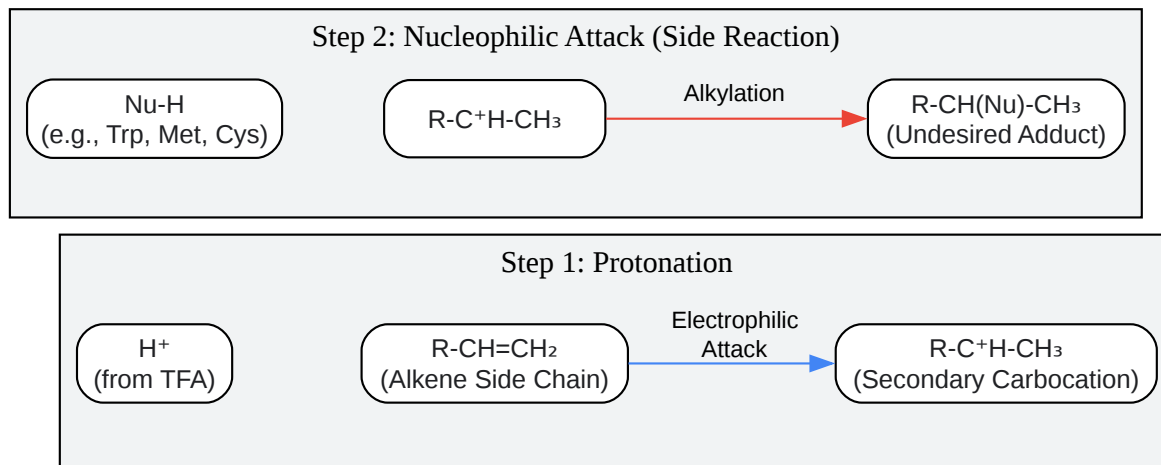 Step 2: Nucleophilic Attack (Side Reaction)
Nu-H
(e.g., Trp, Met, Cys)
R-C⁺H-CH₃
Alkylation
R-CH(Nu)-CH₃
(Undesired Adduct)
Step 1: Protonation
H⁺
(from TFA)
R-CH=CH₂
(Alkene Side Chain)
Electrophilic
Attack
R-C⁺H-CH₃
(Secondary Carbocation)